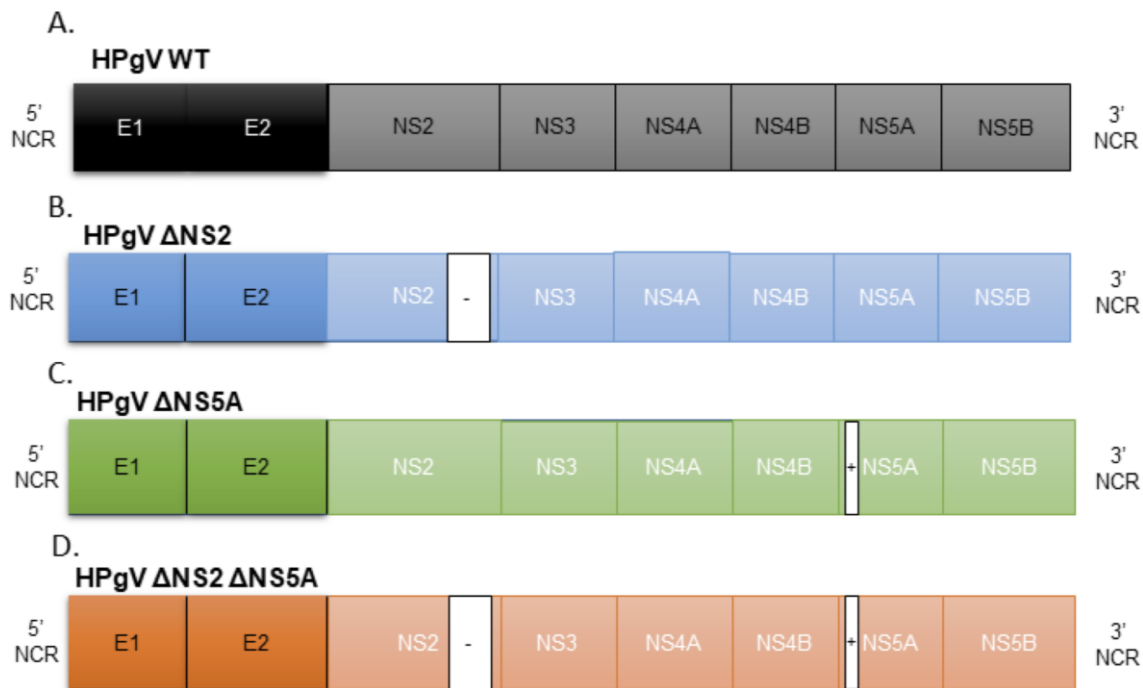 A.
HPgV WT
5'
NCR
E1 E2 NS2 NS3 NS4A NS4B NS5A NS5B
3'
NCR
B.
HPgV ΔNS2
5'
NCR
E1 E2 NS2 - NS3 NS4A NS4B NS5A NS5B
3'
NCR
C.
HPgV ΔNS5A
5'
NCR
E1 E2 NS2 NS3 NS4A NS4B + NS5A NS5B
3'
NCR
D.
HPgV ΔNS2 ΔNS5A
5'
NCR
E1 E2 NS2 - NS3 NS4A NS4B + NS5A NS5B
3'
NCR